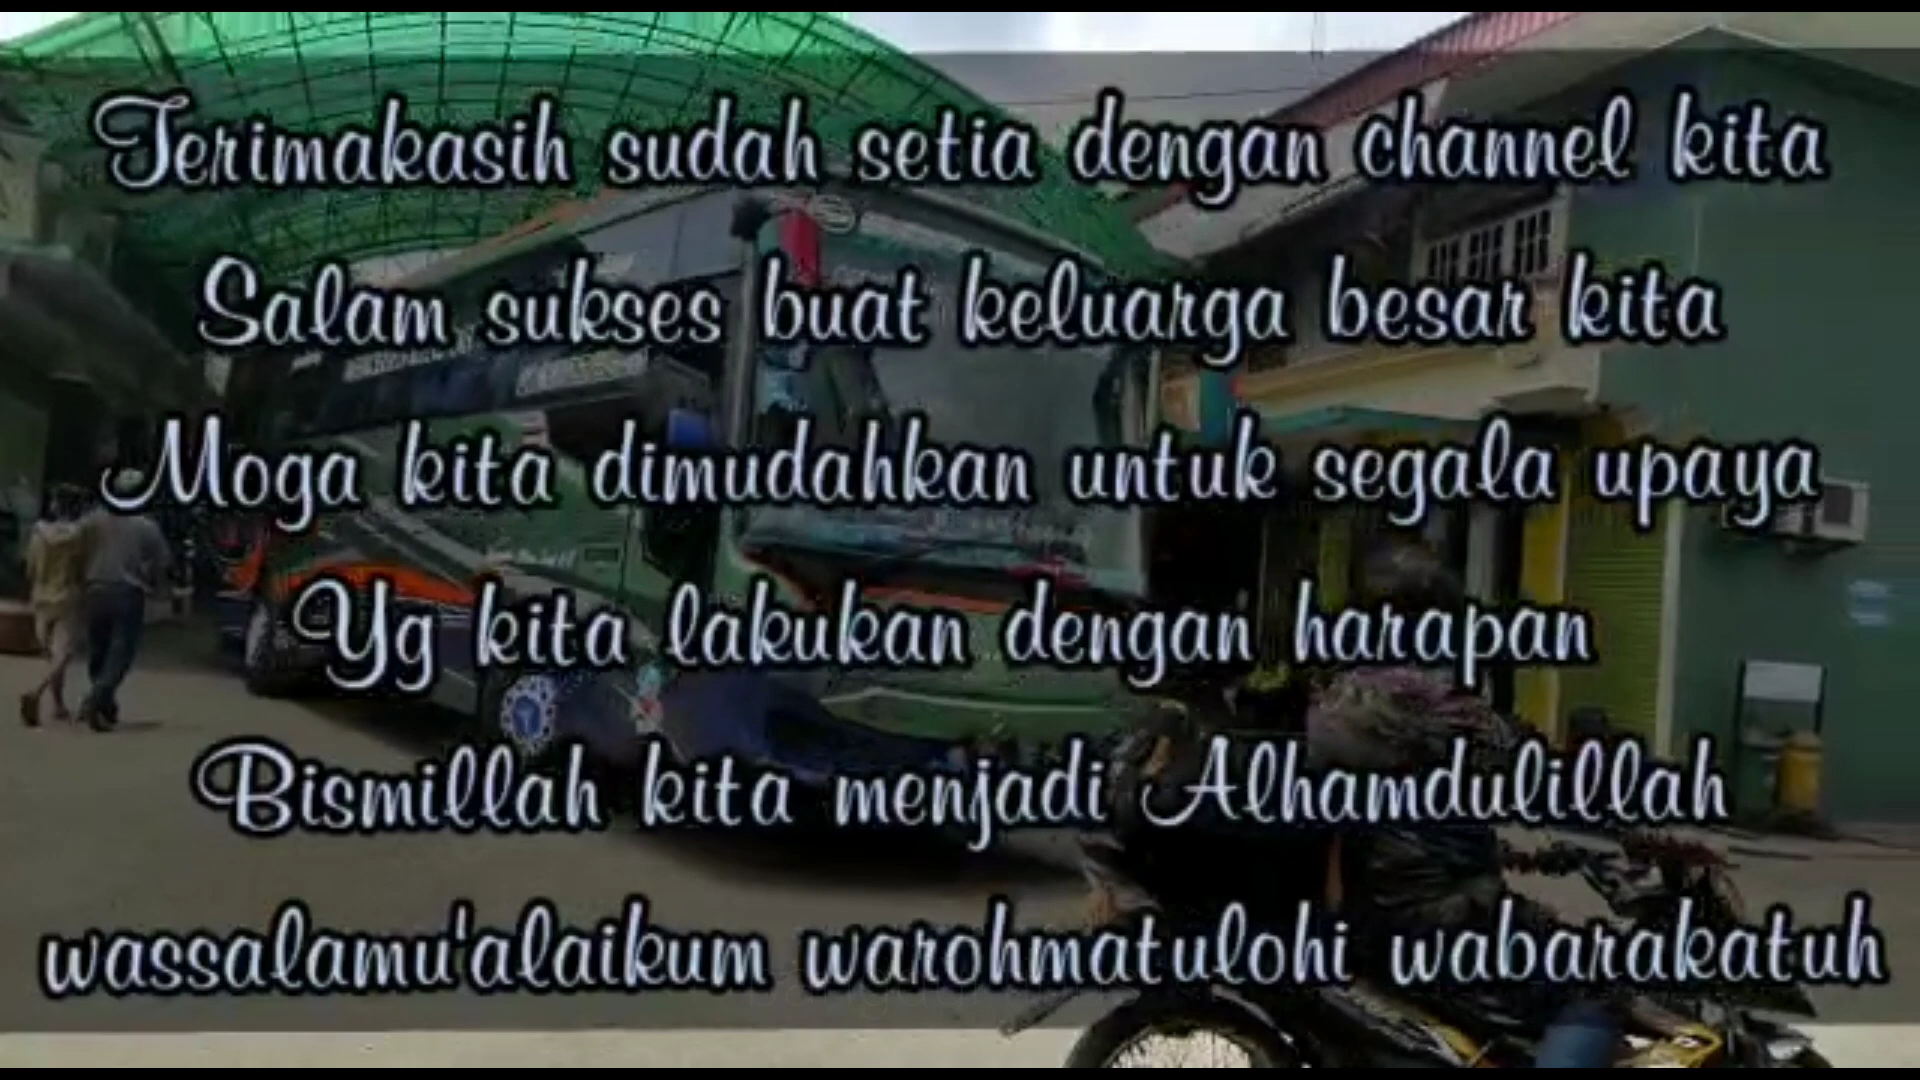 Terimakasih sudah setia dengan channel kita
Salam sukses buat keluarga besar kita
Moga kita dimudahkan untuk segala upaya
Yg kita lakukan dengan harapan
Bismillah kita menjadi Alhamdulillah
wassalamu'alaikum warohmatulohi wabarakatuh